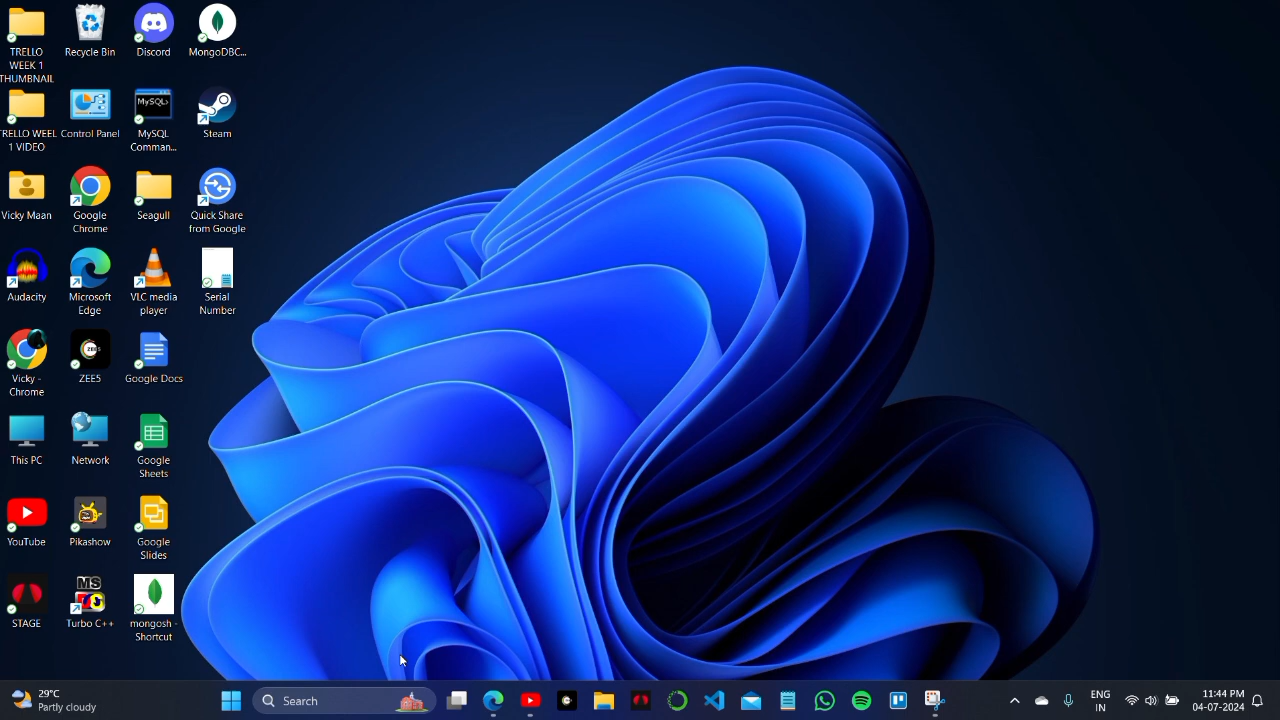 TRELLO
WEEK 1
THUMBNAIL
Recycle Bin
Discord
MongoDBC...
TRELLO WEEL
1 VIDEO
Control Panel
MySQL
Comman...
MySQL>
Steam
Vicky Maan
Google
Chrome
Seagull
Quick Share
from Google
Audacity
Microsoft
Edge
VLC media
player
Serial
Number
Vicky -
Chrome
ZEE5
ZEE5
Google Docs
This PC
Network
Google
Sheets
YouTube
Pikashow
Google
Slides
STAGE
MS
Turbo C++
mongosh -
Shortcut
29°C
Partly cloudy
Search
ENG
IN
11:44 PM
04-07-2024